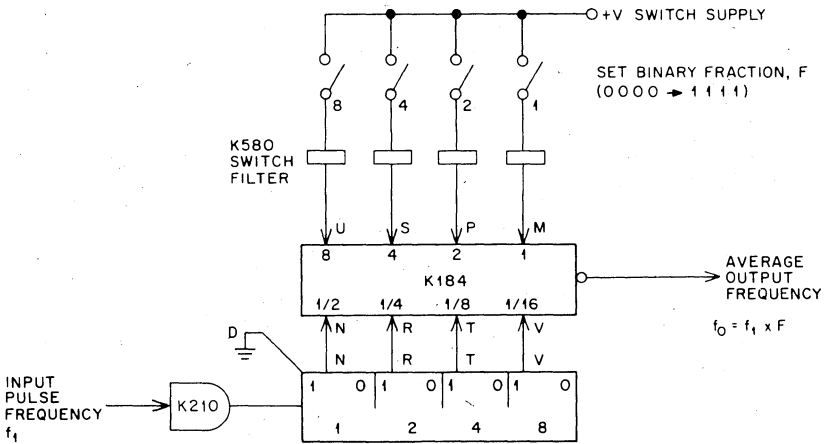 +V SWITCH SUPPLY
SET BINARY FRACTION, F
(0000 → 1111)
8 4 2 1
K580
SWITCH
FILTER
U S P M
8 4 2 1
K184
1/2 1/4 1/8 1/16
AVERAGE
OUTPUT
FREQUENCY
f₀ = f₁ x F
N R T V
D
N R T V
INPUT
PULSE
FREQUENCY
f₁
K210
1 0 1 0 1 0 1 0
1 2 4 8